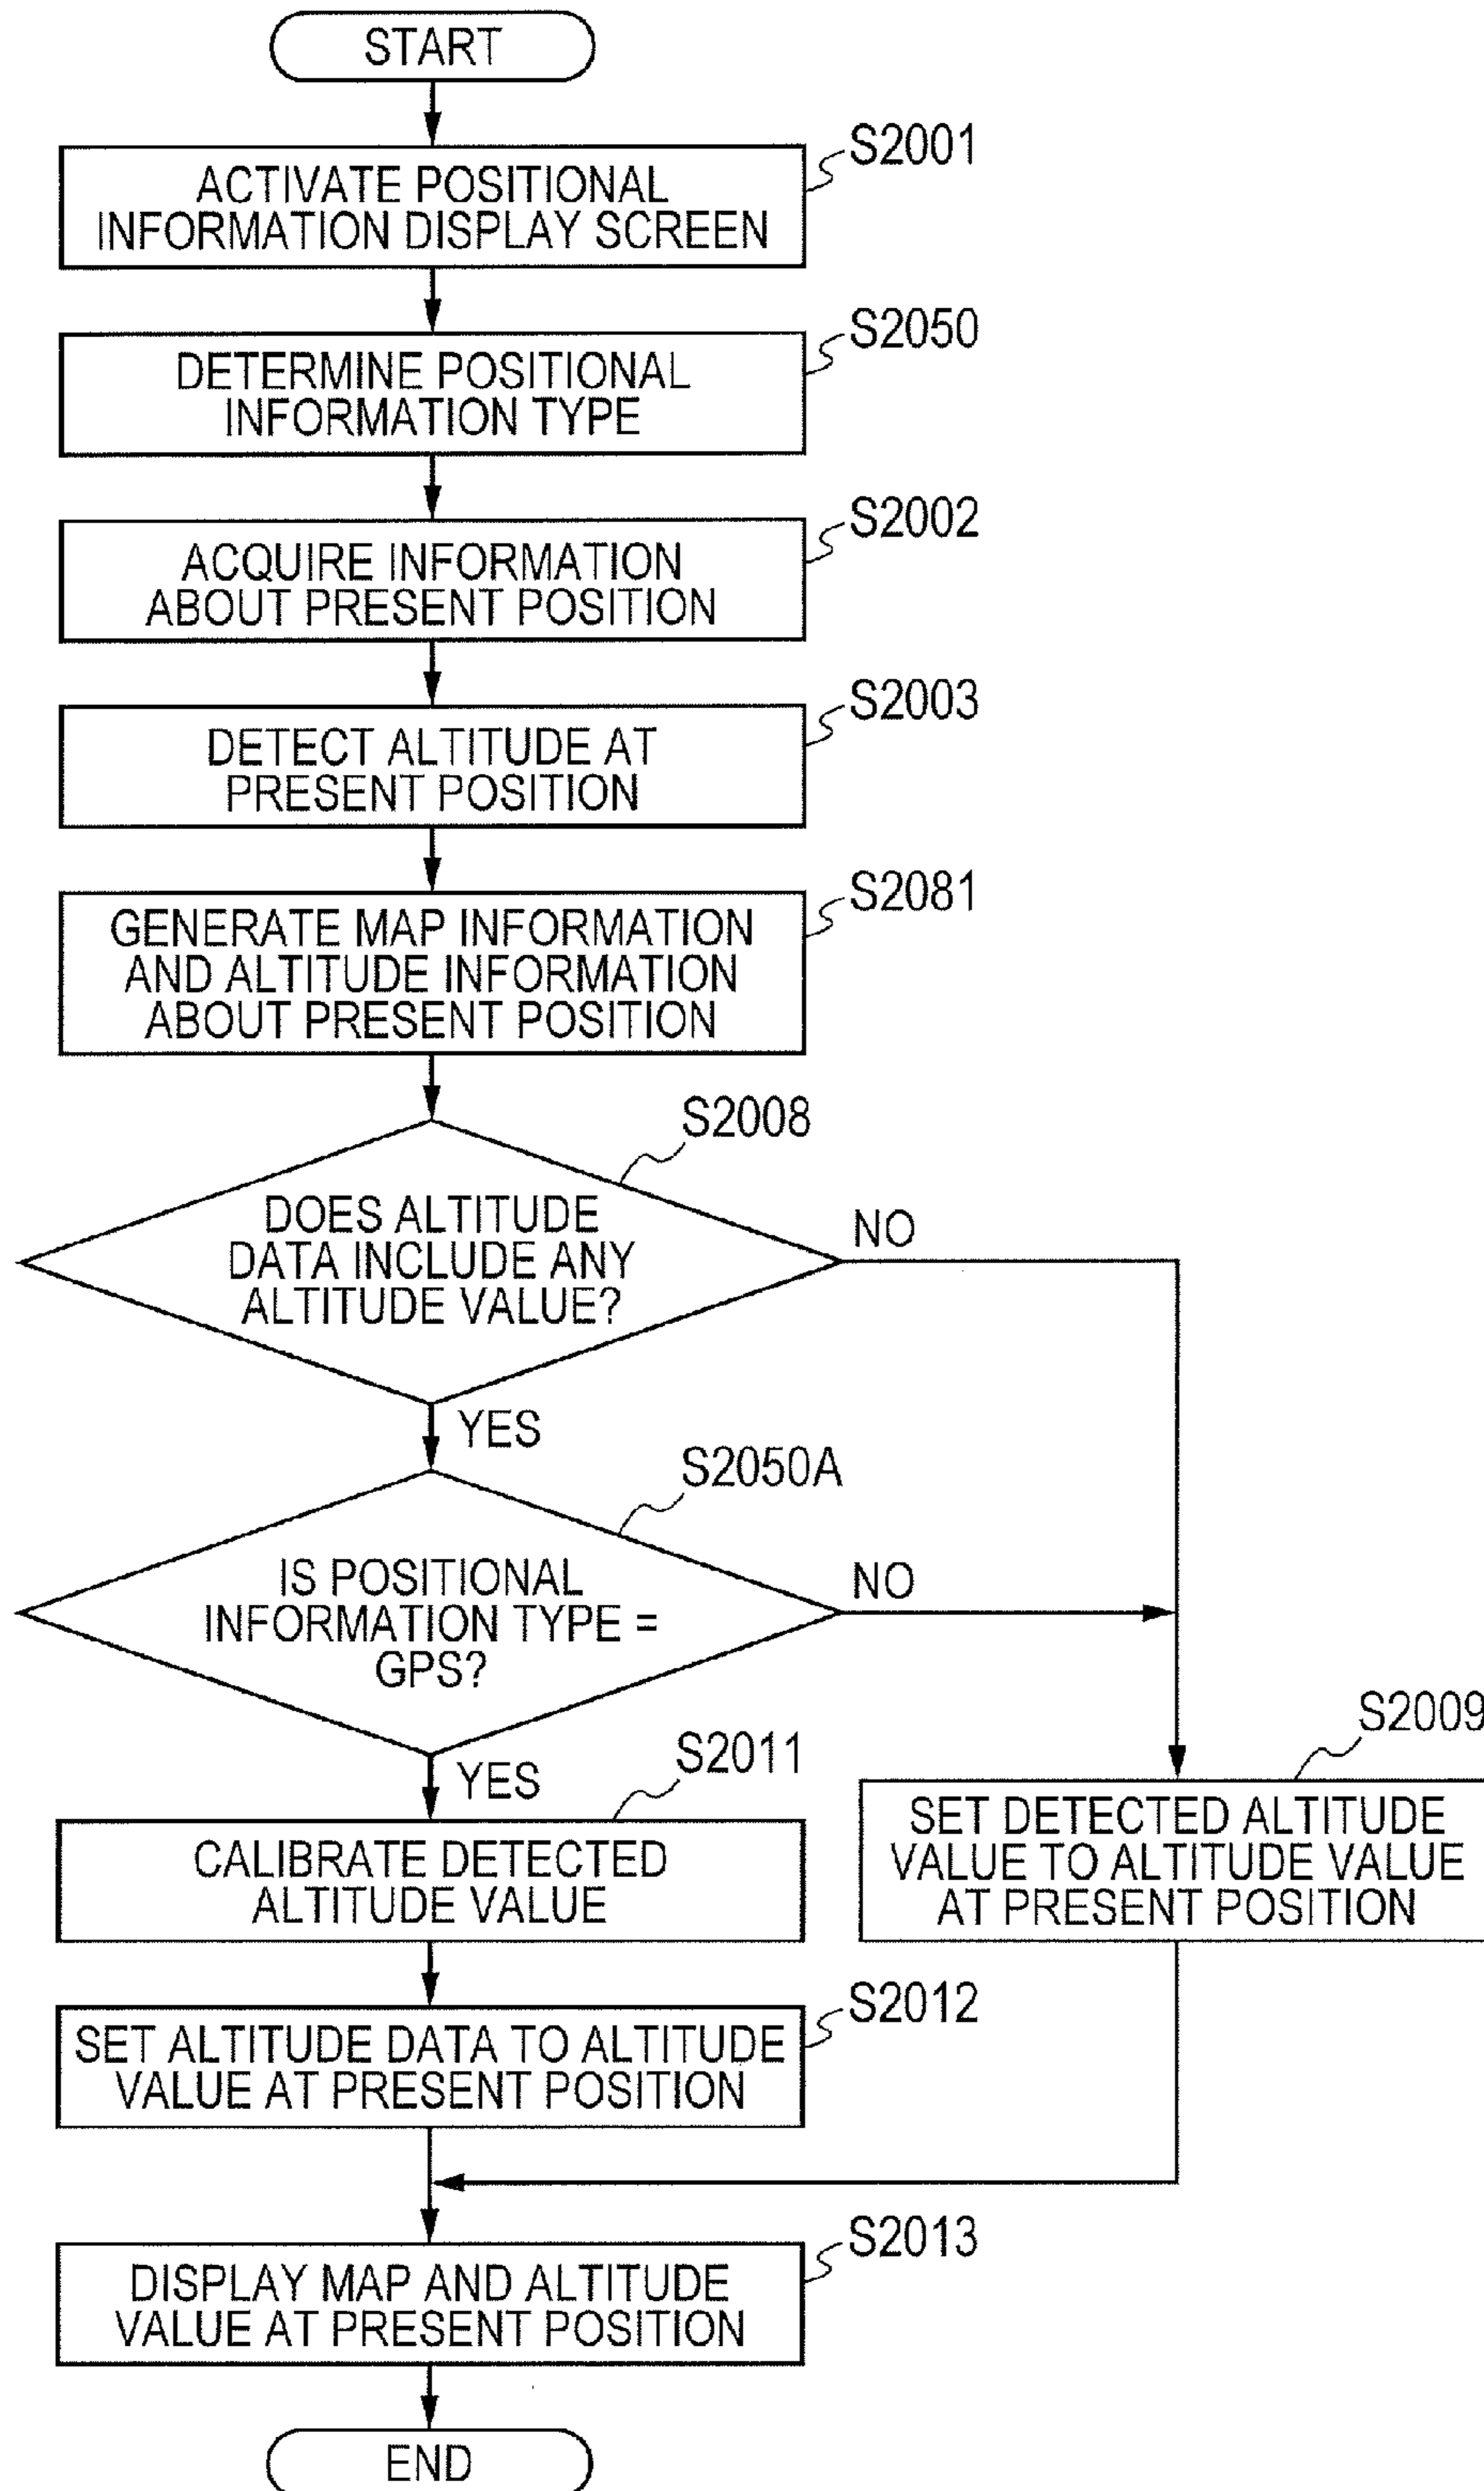 START
S2001
ACTIVATE POSITIONAL
INFORMATION DISPLAY SCREEN
S2050
DETERMINE POSITIONAL
INFORMATION TYPE
S2002
ACQUIRE INFORMATION
ABOUT PRESENT POSITION
S2003
DETECT ALTITUDE AT
PRESENT POSITION
S2081
GENERATE MAP INFORMATION
AND ALTITUDE INFORMATION
ABOUT PRESENT POSITION
S2008
DOES ALTITUDE
DATA INCLUDE ANY
ALTITUDE VALUE?
NO
YES
S2050A
IS POSITIONAL
INFORMATION TYPE =
GPS?
NO
YES
S2011
CALIBRATE DETECTED
ALTITUDE VALUE
S2009
SET DETECTED ALTITUDE
VALUE TO ALTITUDE VALUE
AT PRESENT POSITION
S2012
SET ALTITUDE DATA TO ALTITUDE
VALUE AT PRESENT POSITION
S2013
DISPLAY MAP AND ALTITUDE
VALUE AT PRESENT POSITION
END